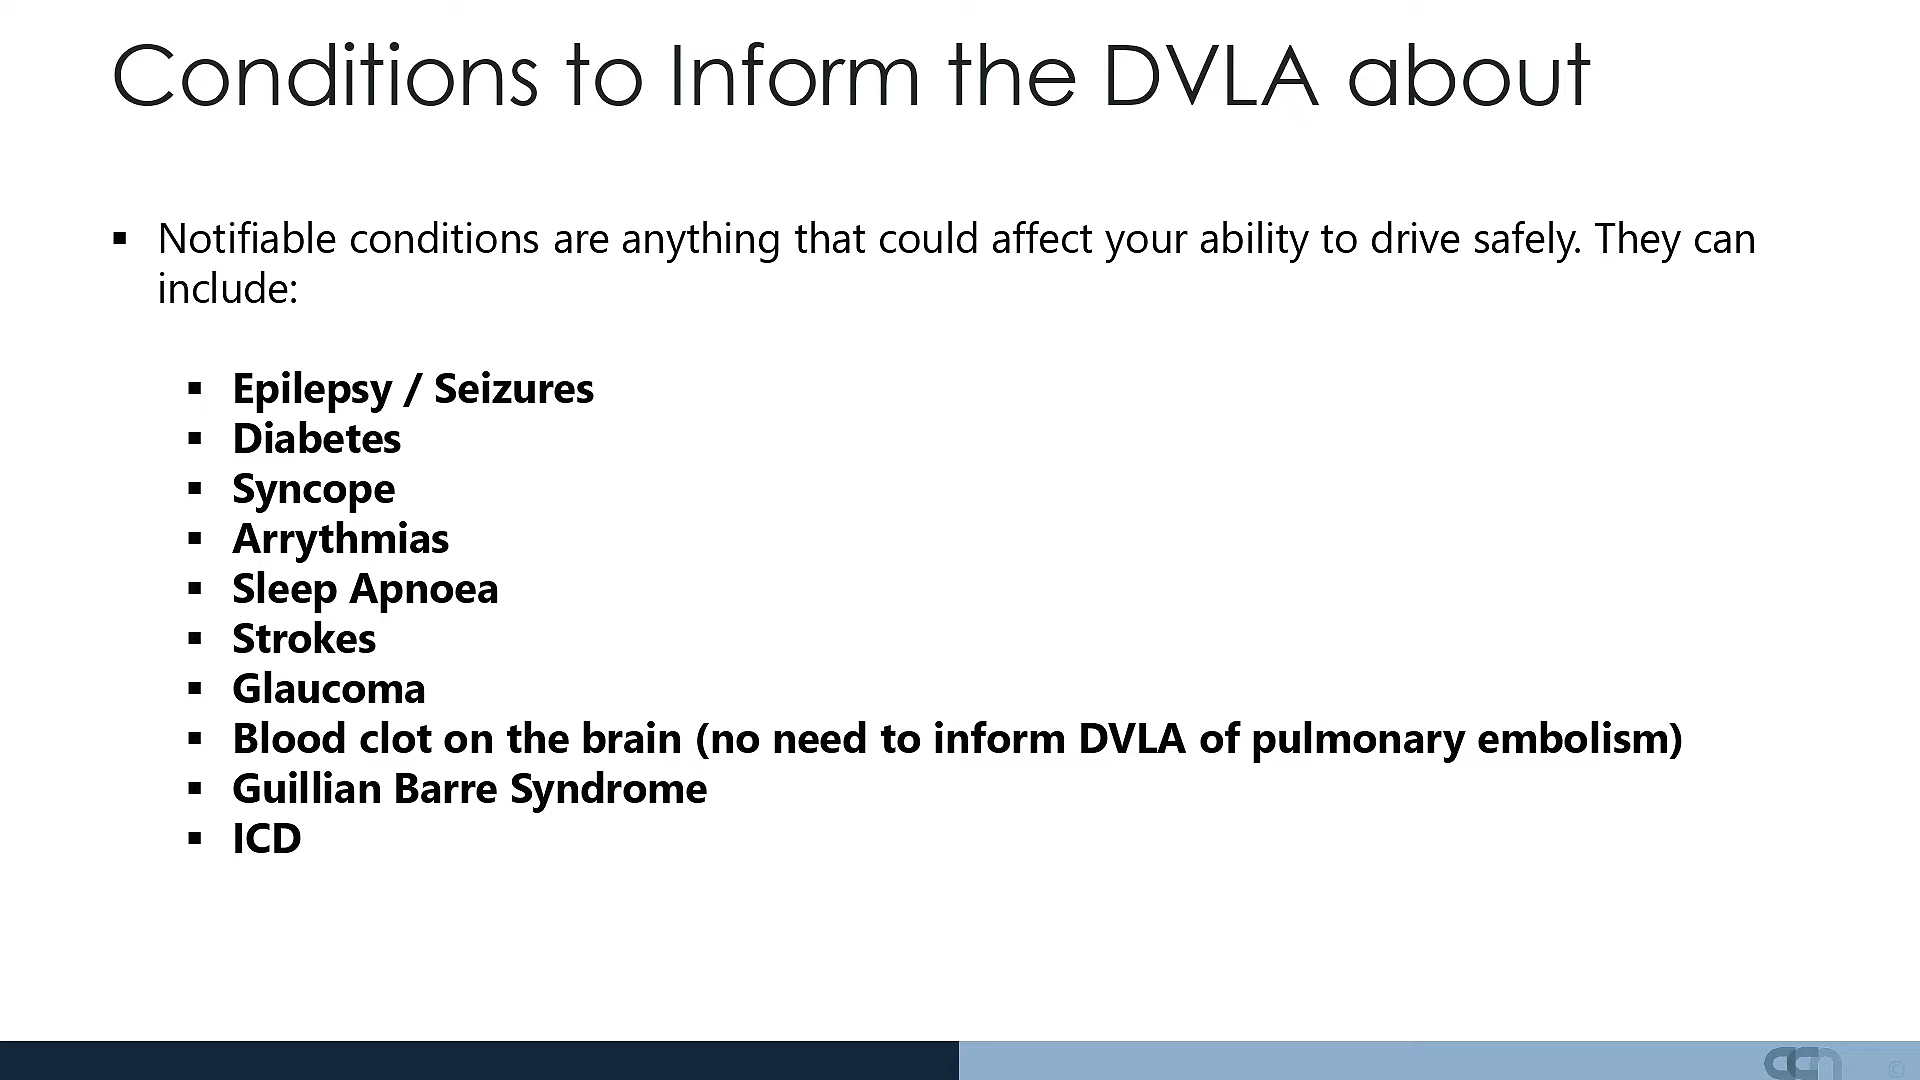 Conditions to Inform the DVLA about
▪ Notifiable conditions are anything that could affect your ability to drive safely. They can
include:
▪ Epilepsy / Seizures
▪ Diabetes
▪ Syncope
▪ Arrythmias
▪ Sleep Apnoea
▪ Strokes
▪ Glaucoma
▪ Blood clot on the brain (no need to inform DVLA of pulmonary embolism)
▪ Guillian Barre Syndrome
▪ ICD
©